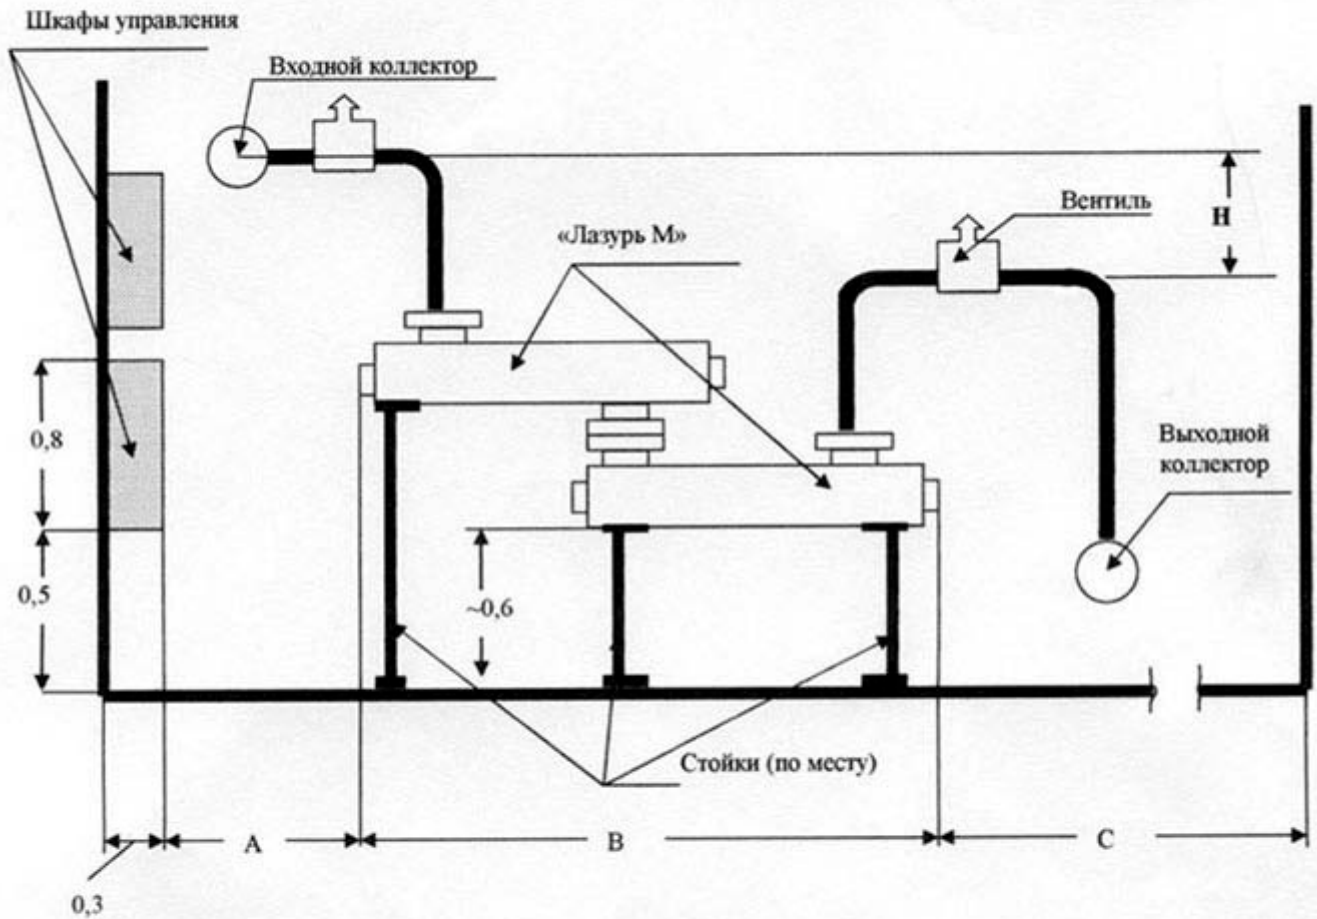 Шкафы управления
Входной коллектор
Вентиль
Н
«Лазурь М»
0,8
Выходной
коллектор
0,5
~0,6
Стойки (по месту)
А
В
С
0,3